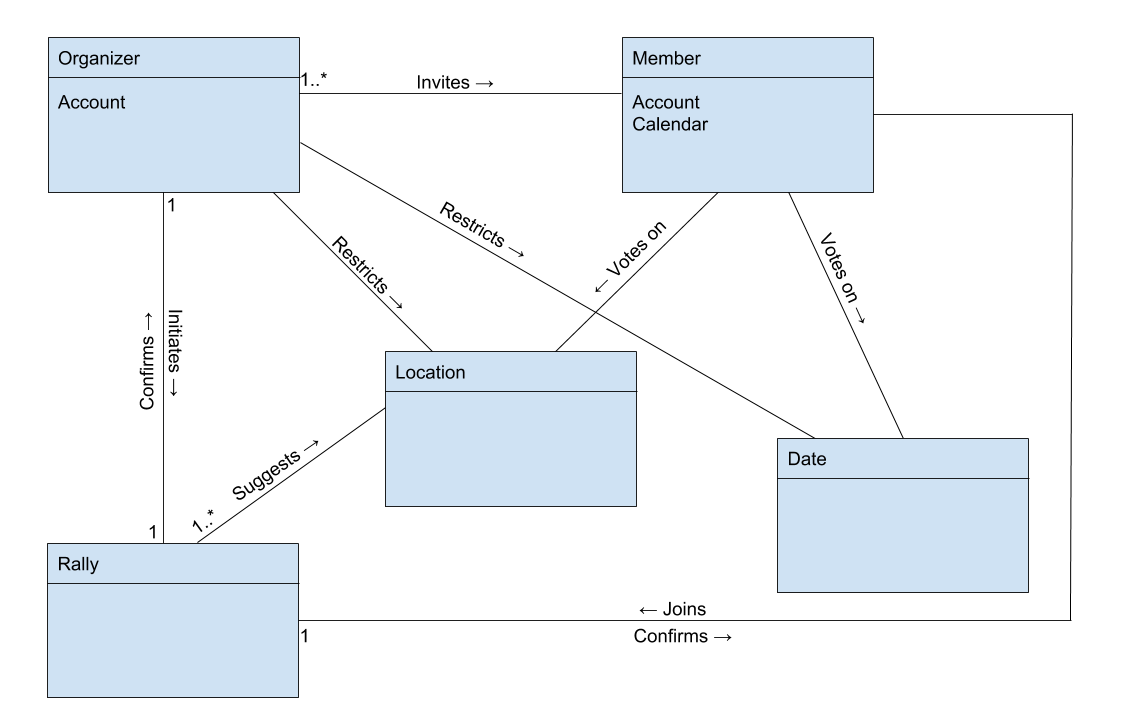 Organizer
Account
1..*
Invites →
Member
Account
Calendar
1
Restricts →
Restricts →
← Votes on
Votes on →
Confirms →
Initiates →
Location
Suggests →
1..*
Date
1
Rally
← Joins
1
Confirms →